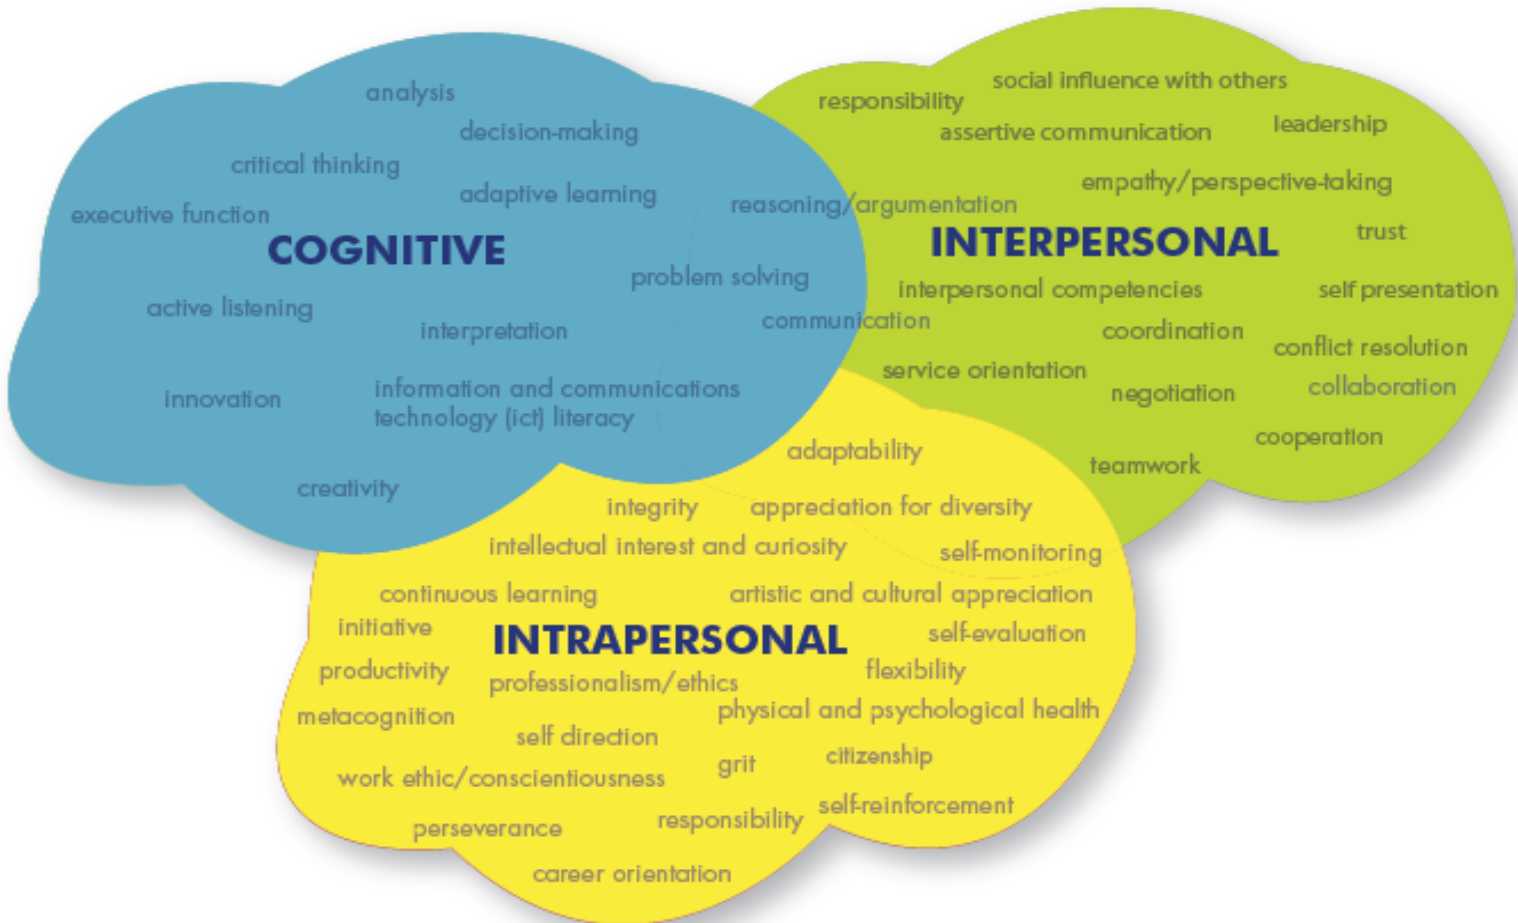 analysis
decision-making
critical thinking
adaptive learning
executive function
COGNITIVE
problem solving
active listening
interpretation
innovation
information and communications
technology (ict) literacy
creativity
reasoning/argumentation
communication
social influence with others
responsibility
assertive communication
leadership
empathy/perspective-taking
trust
INTERPERSONAL
interpersonal competencies
self presentation
coordination
conflict resolution
service orientation
negotiation
collaboration
cooperation
teamwork
adaptability
integrity
appreciation for diversity
intellectual interest and curiosity
self-monitoring
continuous learning
artistic and cultural appreciation
initiative
INTRAPERSONAL
self-evaluation
productivity
professionalism/ethics
flexibility
metacognition
physical and psychological health
self direction
grit
citizenship
work ethic/conscientiousness
self-reinforcement
perseverance
responsibility
career orientation